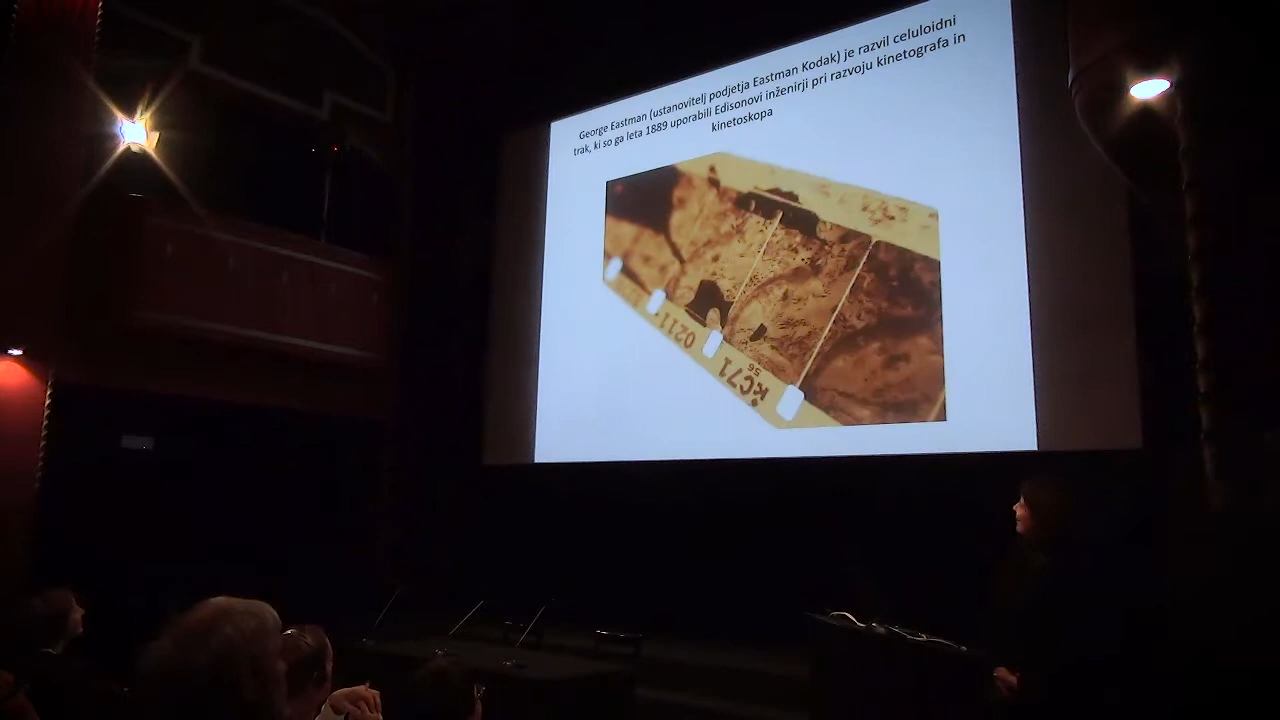 George Eastman (ustanovitelj podjetja Eastman Kodak) je razvil celuloidni
trak, ki so ga leta 1889 uporabili Edisonovi inženirji pri razvoju kinetografa in
kinetoskopa
0211
KC71
56